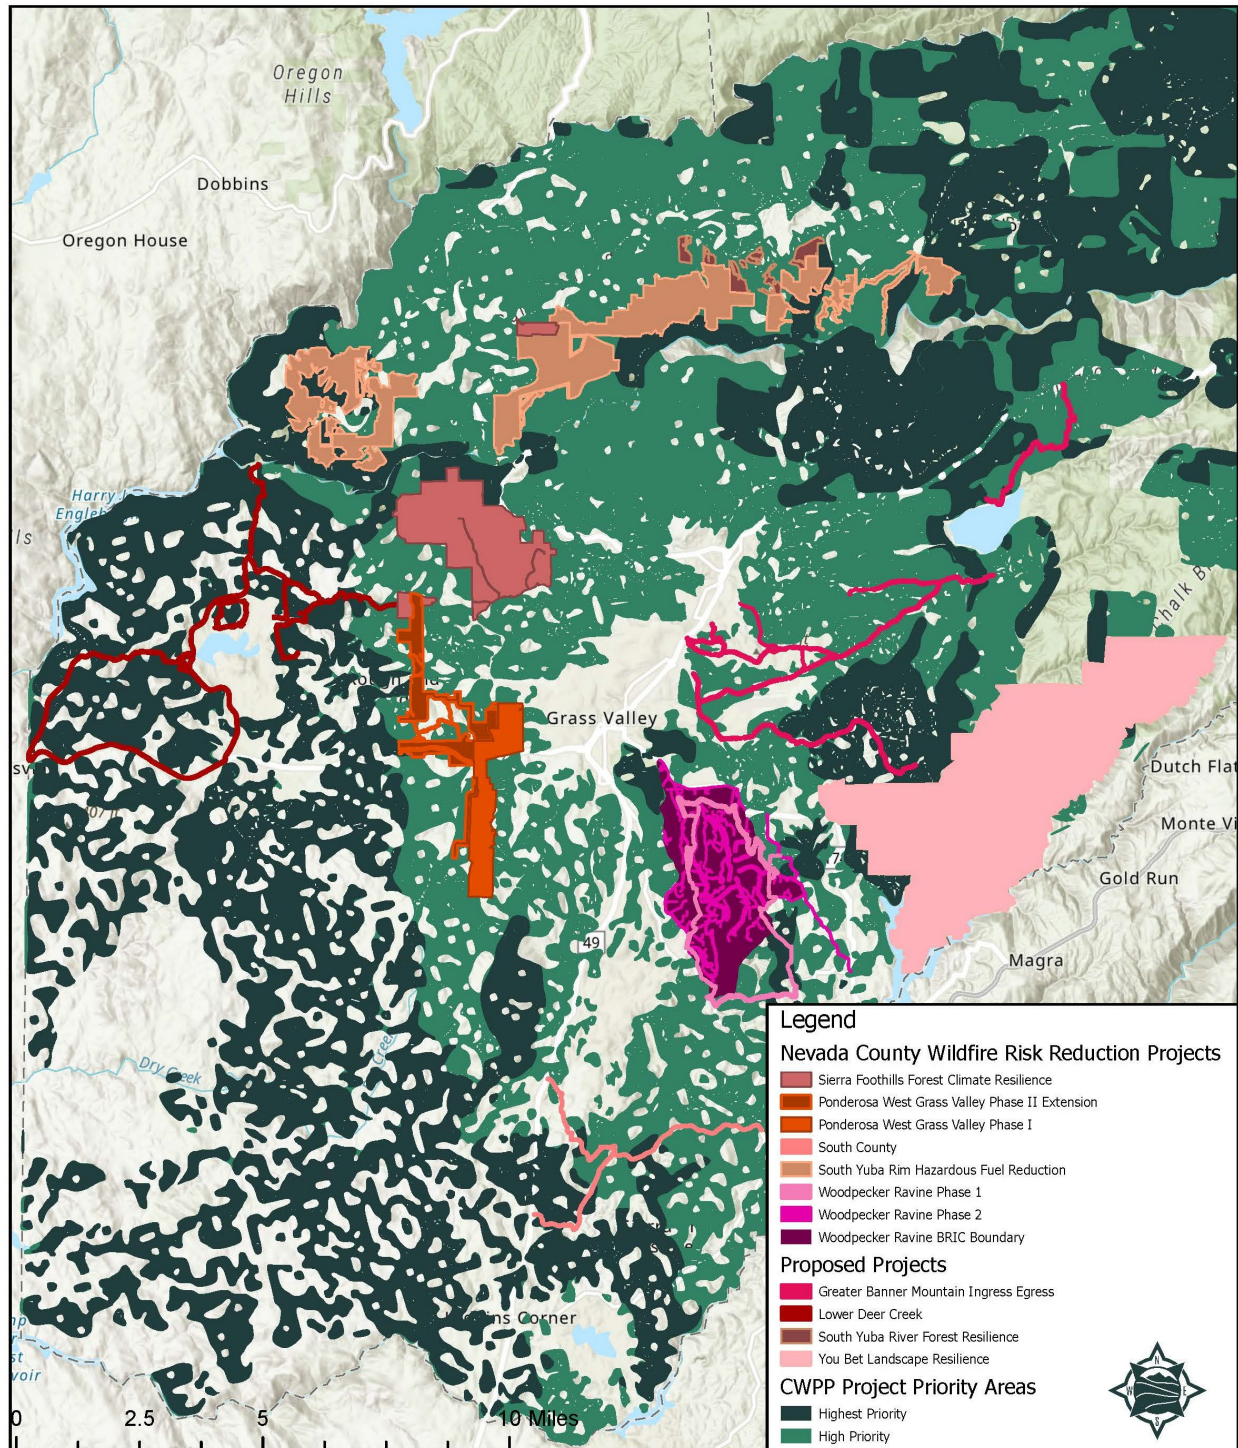 Oregon
Hills
Dobbins
Oregon House
Harry L
Engleb
lls
Chalk B
Grass Valley
Dutch Flat
Monte Vi
7
Gold Run
49
Magra
Dry Creek
Creek
Corner
0 2.5 5 10 Miles
Legend
Nevada County Wildfire Risk Reduction Projects
Sierra Foothills Forest Climate Resilience
Ponderosa West Grass Valley Phase II Extension
Ponderosa West Grass Valley Phase I
South County
South Yuba Rim Hazardous Fuel Reduction
Woodpecker Ravine Phase 1
Woodpecker Ravine Phase 2
Woodpecker Ravine BRIC Boundary
Proposed Projects
Greater Banner Mountain Ingress Egress
Lower Deer Creek
South Yuba River Forest Resilience
You Bet Landscape Resilience
CWPP Project Priority Areas
Highest Priority
High Priority
N
W E
S